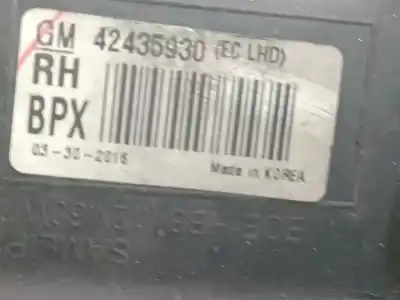 GM 42435930 (EC LHD)
RH
BPX
03-30-2016
Made in KOREA